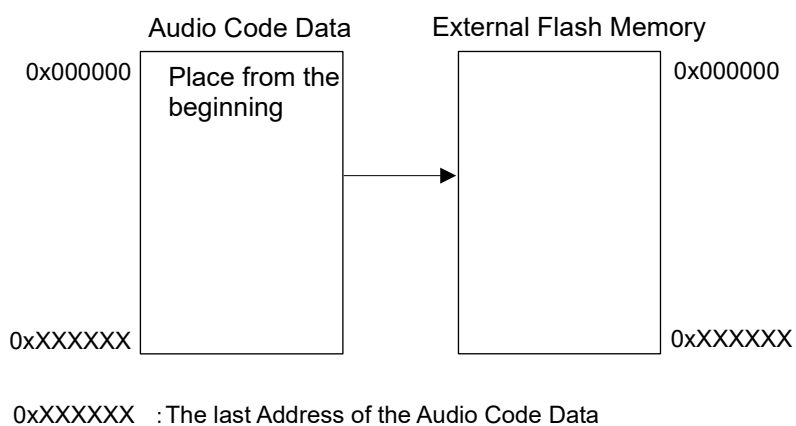 Audio Code Data
External Flash Memory
0x000000
Place from the
beginning
0x000000
0xXXXXXX
0xXXXXXX
0xXXXXXX : The last Address of the Audio Code Data